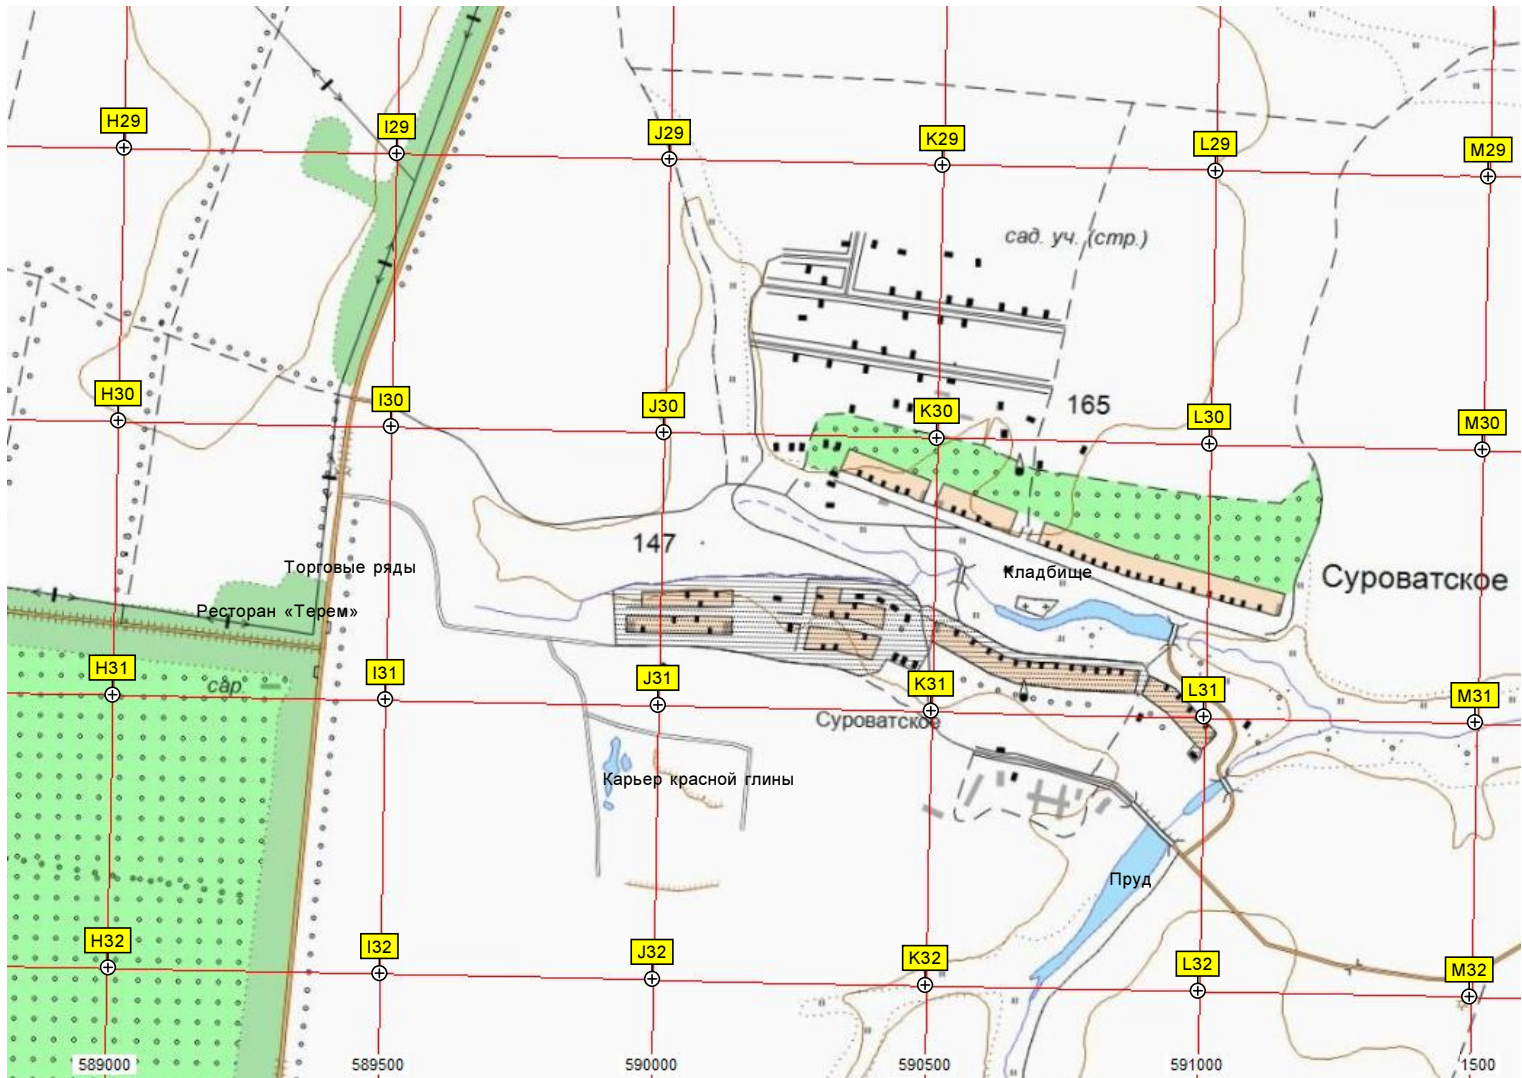 H29
I29
J29
K29
L29
M29
сад. уч. (стр.)
H30
I30
J30
K30
165
L30
M30
147
Торговые ряды
Кладбище
Суроватское
Ресторан «Терем»
H31
сар.
I31
J31
K31
L31
M31
Суроватское
Карьер красной глины
Пруд
H32
I32
J32
K32
L32
M32
589000
589500
590000
590500
591000
1500